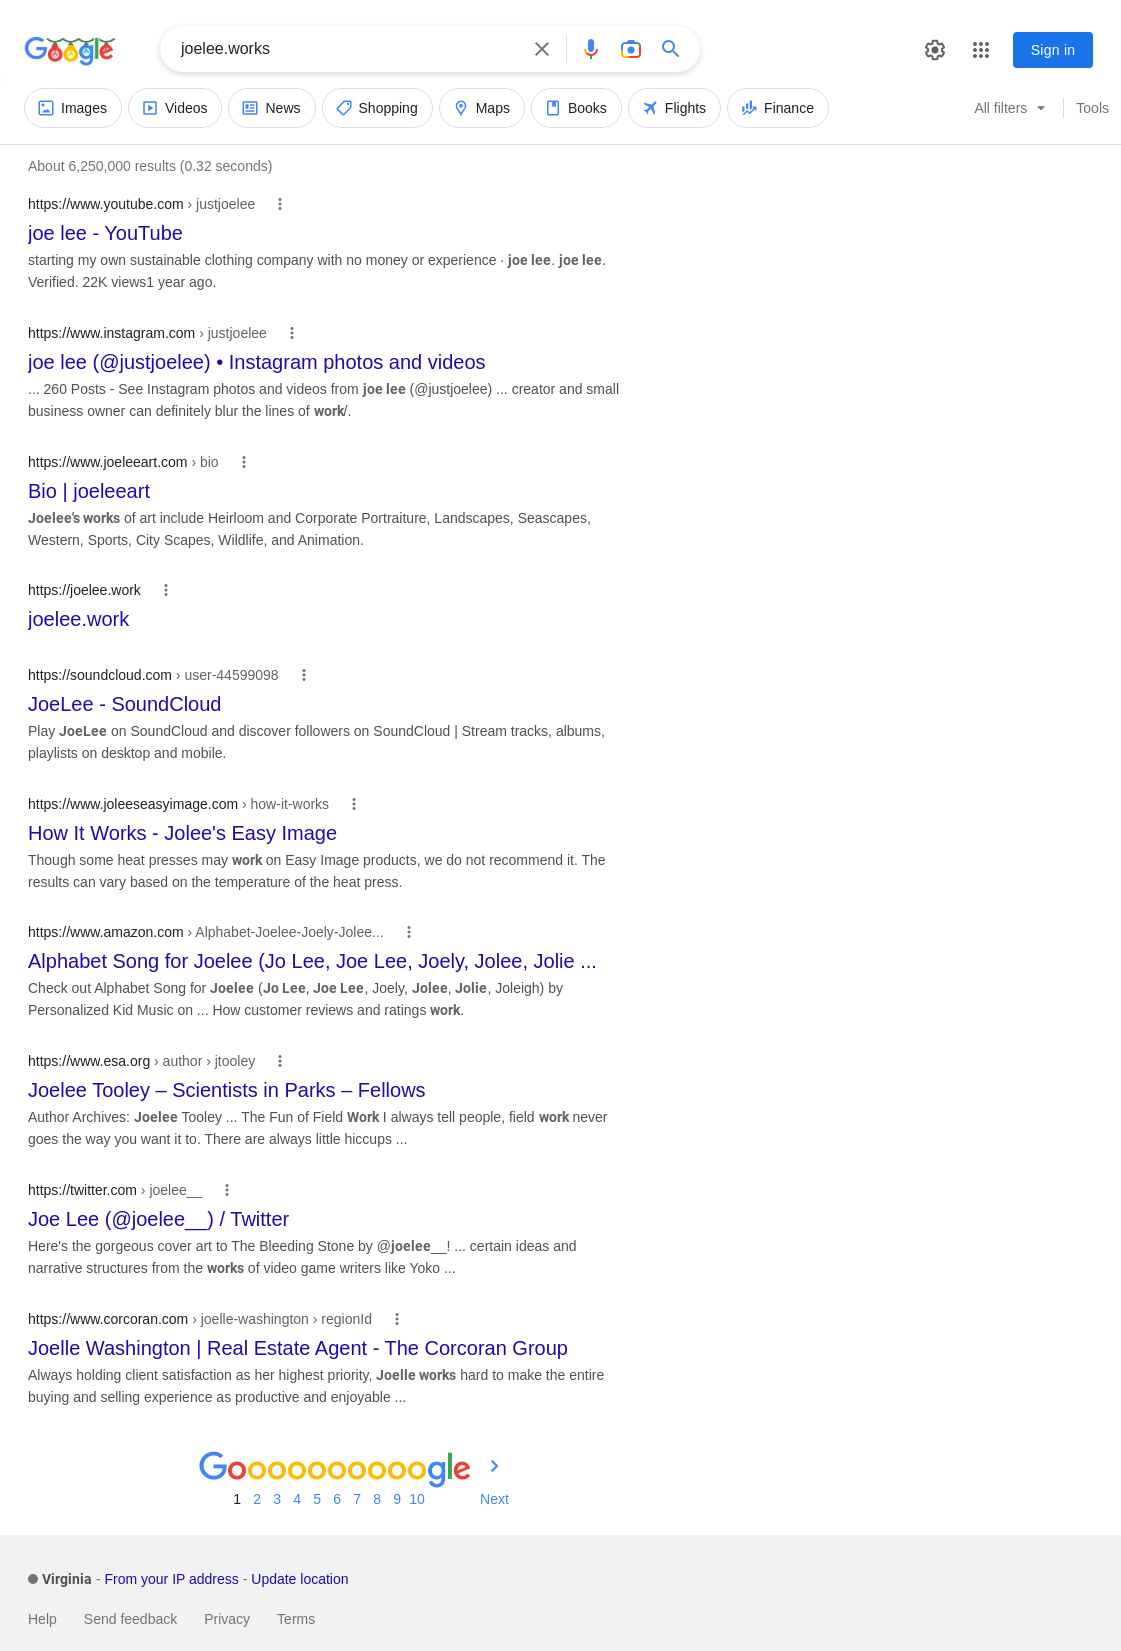 Google
joelee.works
Sign in
Images
Videos
News
Shopping
Maps
Books
Flights
Finance
All filters
Tools
About 6,250,000 results (0.32 seconds)
https://www.youtube.com › justjoelee
joe lee - YouTube
starting my own sustainable clothing company with no money or experience · joe lee. joe lee.
Verified. 22K views1 year ago.
https://www.instagram.com › justjoelee
joe lee (@justjoelee) • Instagram photos and videos
... 260 Posts - See Instagram photos and videos from joe lee (@justjoelee) ... creator and small
business owner can definitely blur the lines of work/.
https://www.joeleeart.com › bio
Bio | joeleeart
Joelee's works of art include Heirloom and Corporate Portraiture, Landscapes, Seascapes,
Western, Sports, City Scapes, Wildlife, and Animation.
https://joelee.work
joelee.work
https://soundcloud.com › user-44599098
JoeLee - SoundCloud
Play JoeLee on SoundCloud and discover followers on SoundCloud | Stream tracks, albums,
playlists on desktop and mobile.
https://www.joleeseasyimage.com › how-it-works
How It Works - Jolee's Easy Image
Though some heat presses may work on Easy Image products, we do not recommend it. The
results can vary based on the temperature of the heat press.
https://www.amazon.com › Alphabet-Joelee-Joely-Jolee...
Alphabet Song for Joelee (Jo Lee, Joe Lee, Joely, Jolee, Jolie ...
Check out Alphabet Song for Joelee (Jo Lee, Joe Lee, Joely, Jolee, Jolie, Joleigh) by
Personalized Kid Music on ... How customer reviews and ratings work.
https://www.esa.org › author › jtooley
Joelee Tooley – Scientists in Parks – Fellows
Author Archives: Joelee Tooley ... The Fun of Field Work I always tell people, field work never
goes the way you want it to. There are always little hiccups ...
https://twitter.com › joelee__
Joe Lee (@joelee__) / Twitter
Here's the gorgeous cover art to The Bleeding Stone by @joelee__! ... certain ideas and
narrative structures from the works of video game writers like Yoko ...
https://www.corcoran.com › joelle-washington › regionId
Joelle Washington | Real Estate Agent - The Corcoran Group
Always holding client satisfaction as her highest priority, Joelle works hard to make the entire
buying and selling experience as productive and enjoyable ...
Goooooooooogle
1 2 3 4 5 6 7 8 9 10 Next
Virginia - From your IP address - Update location
Help Send feedback Privacy Terms